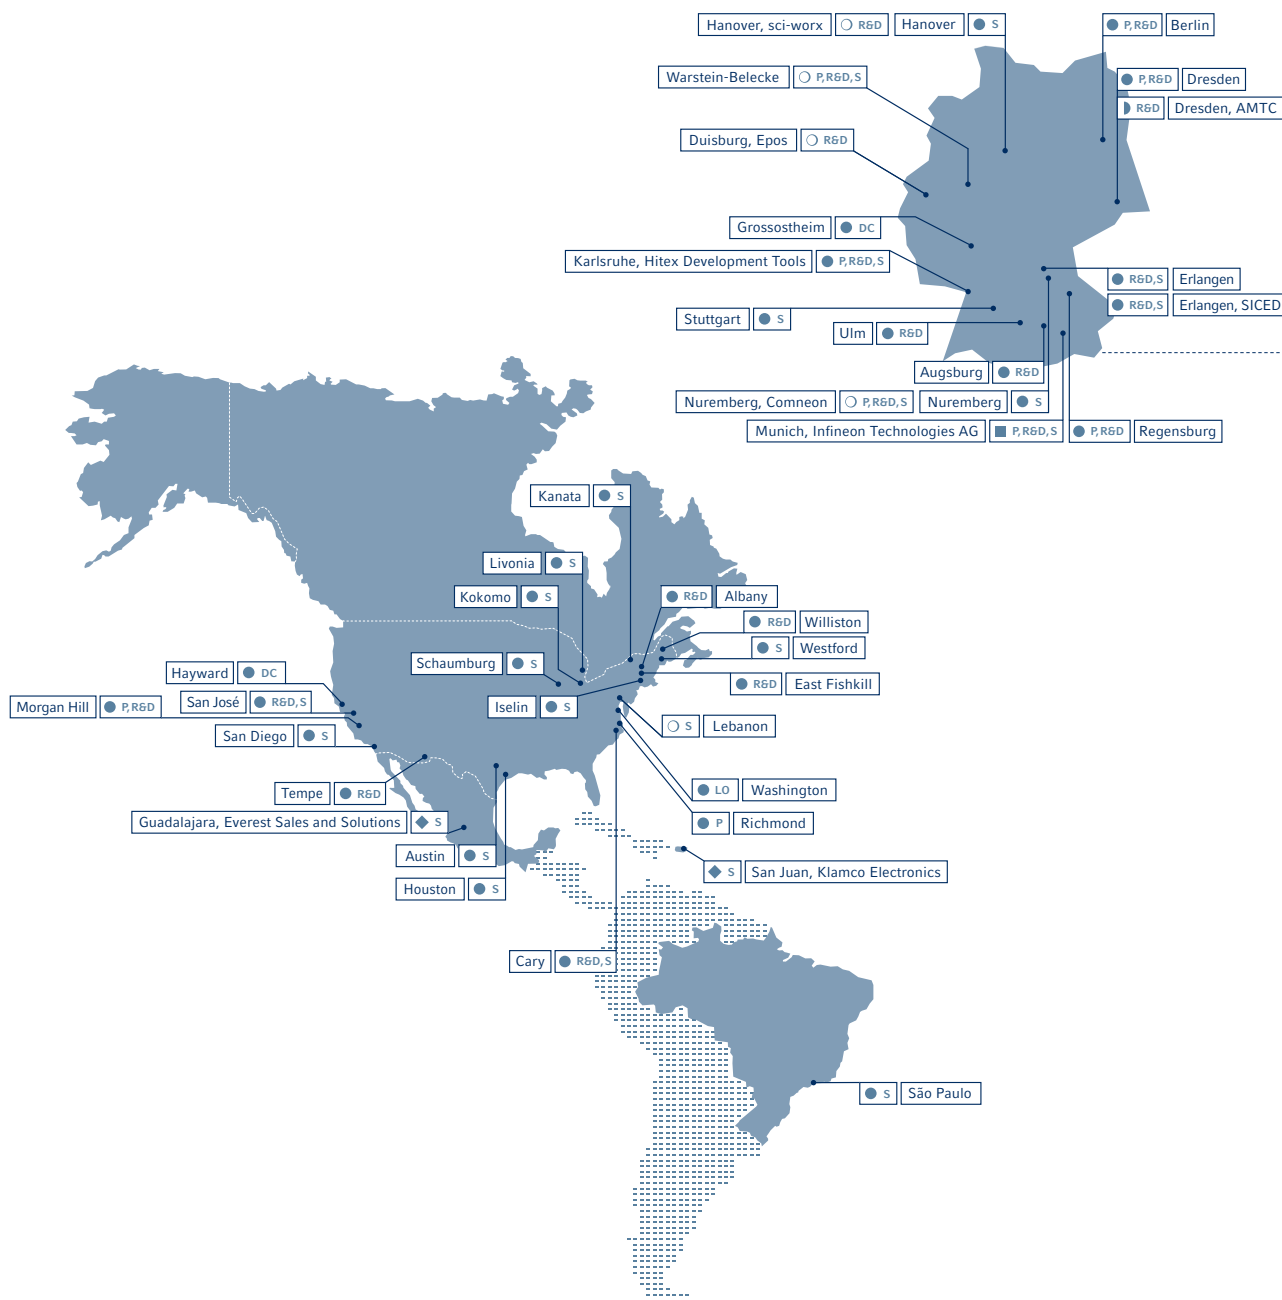 Hanover, sci-worx R&D Hanover S P,R&D Berlin
Warstein-Belecke P,R&D,S P,R&D Dresden
R&D Dresden, AMTC
Duisburg, Epos R&D
Grossostheim DC
Karlsruhe, Hitex Development Tools P,R&D,S
R&D,S Erlangen
R&D,S Erlangen, SICED
Stuttgart S
Ulm R&D
Augsburg R&D
Nuremberg, Comneon P,R&D,S Nuremberg S
Munich, Infineon Technologies AG P,R&D,S P,R&D Regensburg
Kanata S
Livonia S
Kokomo S R&D Albany
R&D Williston
S Westford
Schaumburg S
Hayward DC
R&D East Fishkill
San José R&D,S
Morgan Hill P,R&D
Iselin S
S Lebanon
San Diego S
Tempe R&D LO Washington
Guadalajara, Everest Sales and Solutions S P Richmond
Austin S
S San Juan, Klamco Electronics
Houston S
Cary R&D,S
S São Paulo